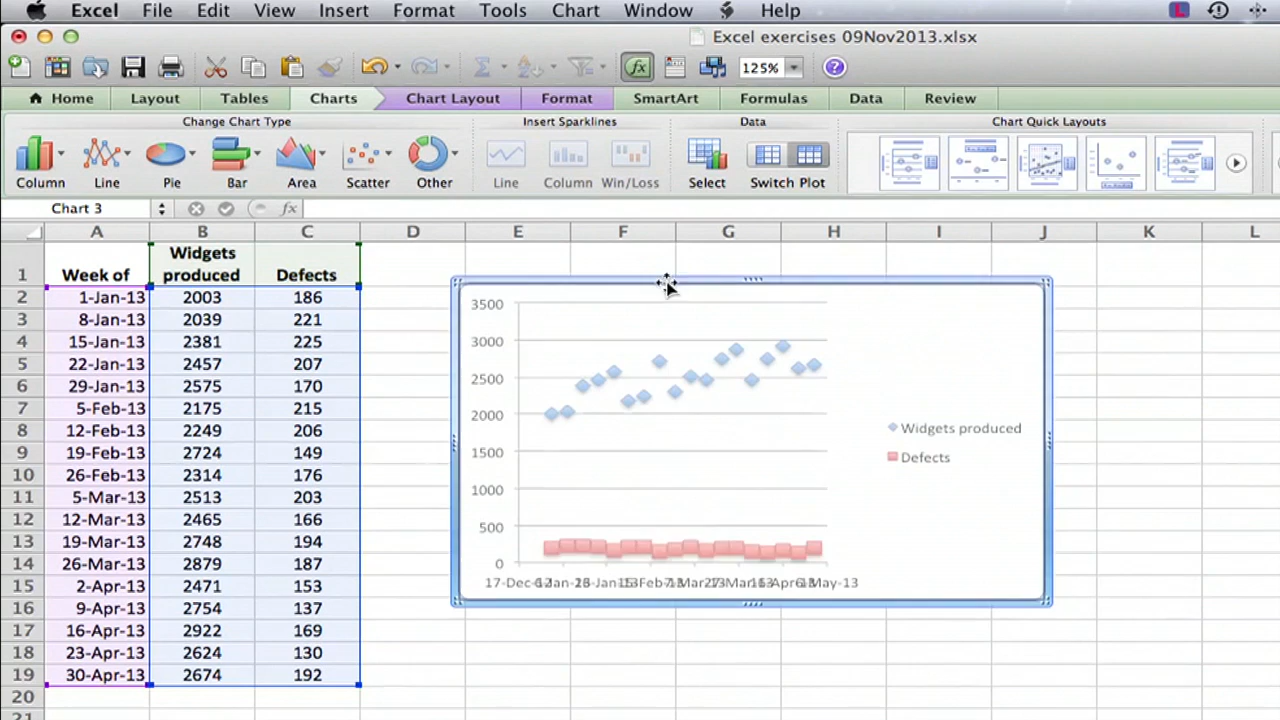 Excel File Edit View Insert Format Tools Chart Window Help
Excel exercises 09Nov2013.xlsx
125%
Home Layout Tables Charts Chart Layout Format SmartArt Formulas Data Review
Change Chart Type Insert Sparklines Data Chart Quick Layouts
Column Line Pie Bar Area Scatter Other Line Column Win/Loss Select Switch Plot
Chart 3 fx
A B C D E F G H I J K L
1 Week of Widgets produced Defects
2 1-Jan-13 2003 186
3 8-Jan-13 2039 221
4 15-Jan-13 2381 225
5 22-Jan-13 2457 207
6 29-Jan-13 2575 170
7 5-Feb-13 2175 215
8 12-Feb-13 2249 206
9 19-Feb-13 2724 149
10 26-Feb-13 2314 176
11 5-Mar-13 2513 203
12 12-Mar-13 2465 166
13 19-Mar-13 2748 194
14 26-Mar-13 2879 187
15 2-Apr-13 2471 153
16 9-Apr-13 2754 137
17 16-Apr-13 2922 169
18 23-Apr-13 2624 130
19 30-Apr-13 2674 192
20
21
3500
3000
2500
2000
1500
1000
500
0
Widgets produced
Defects